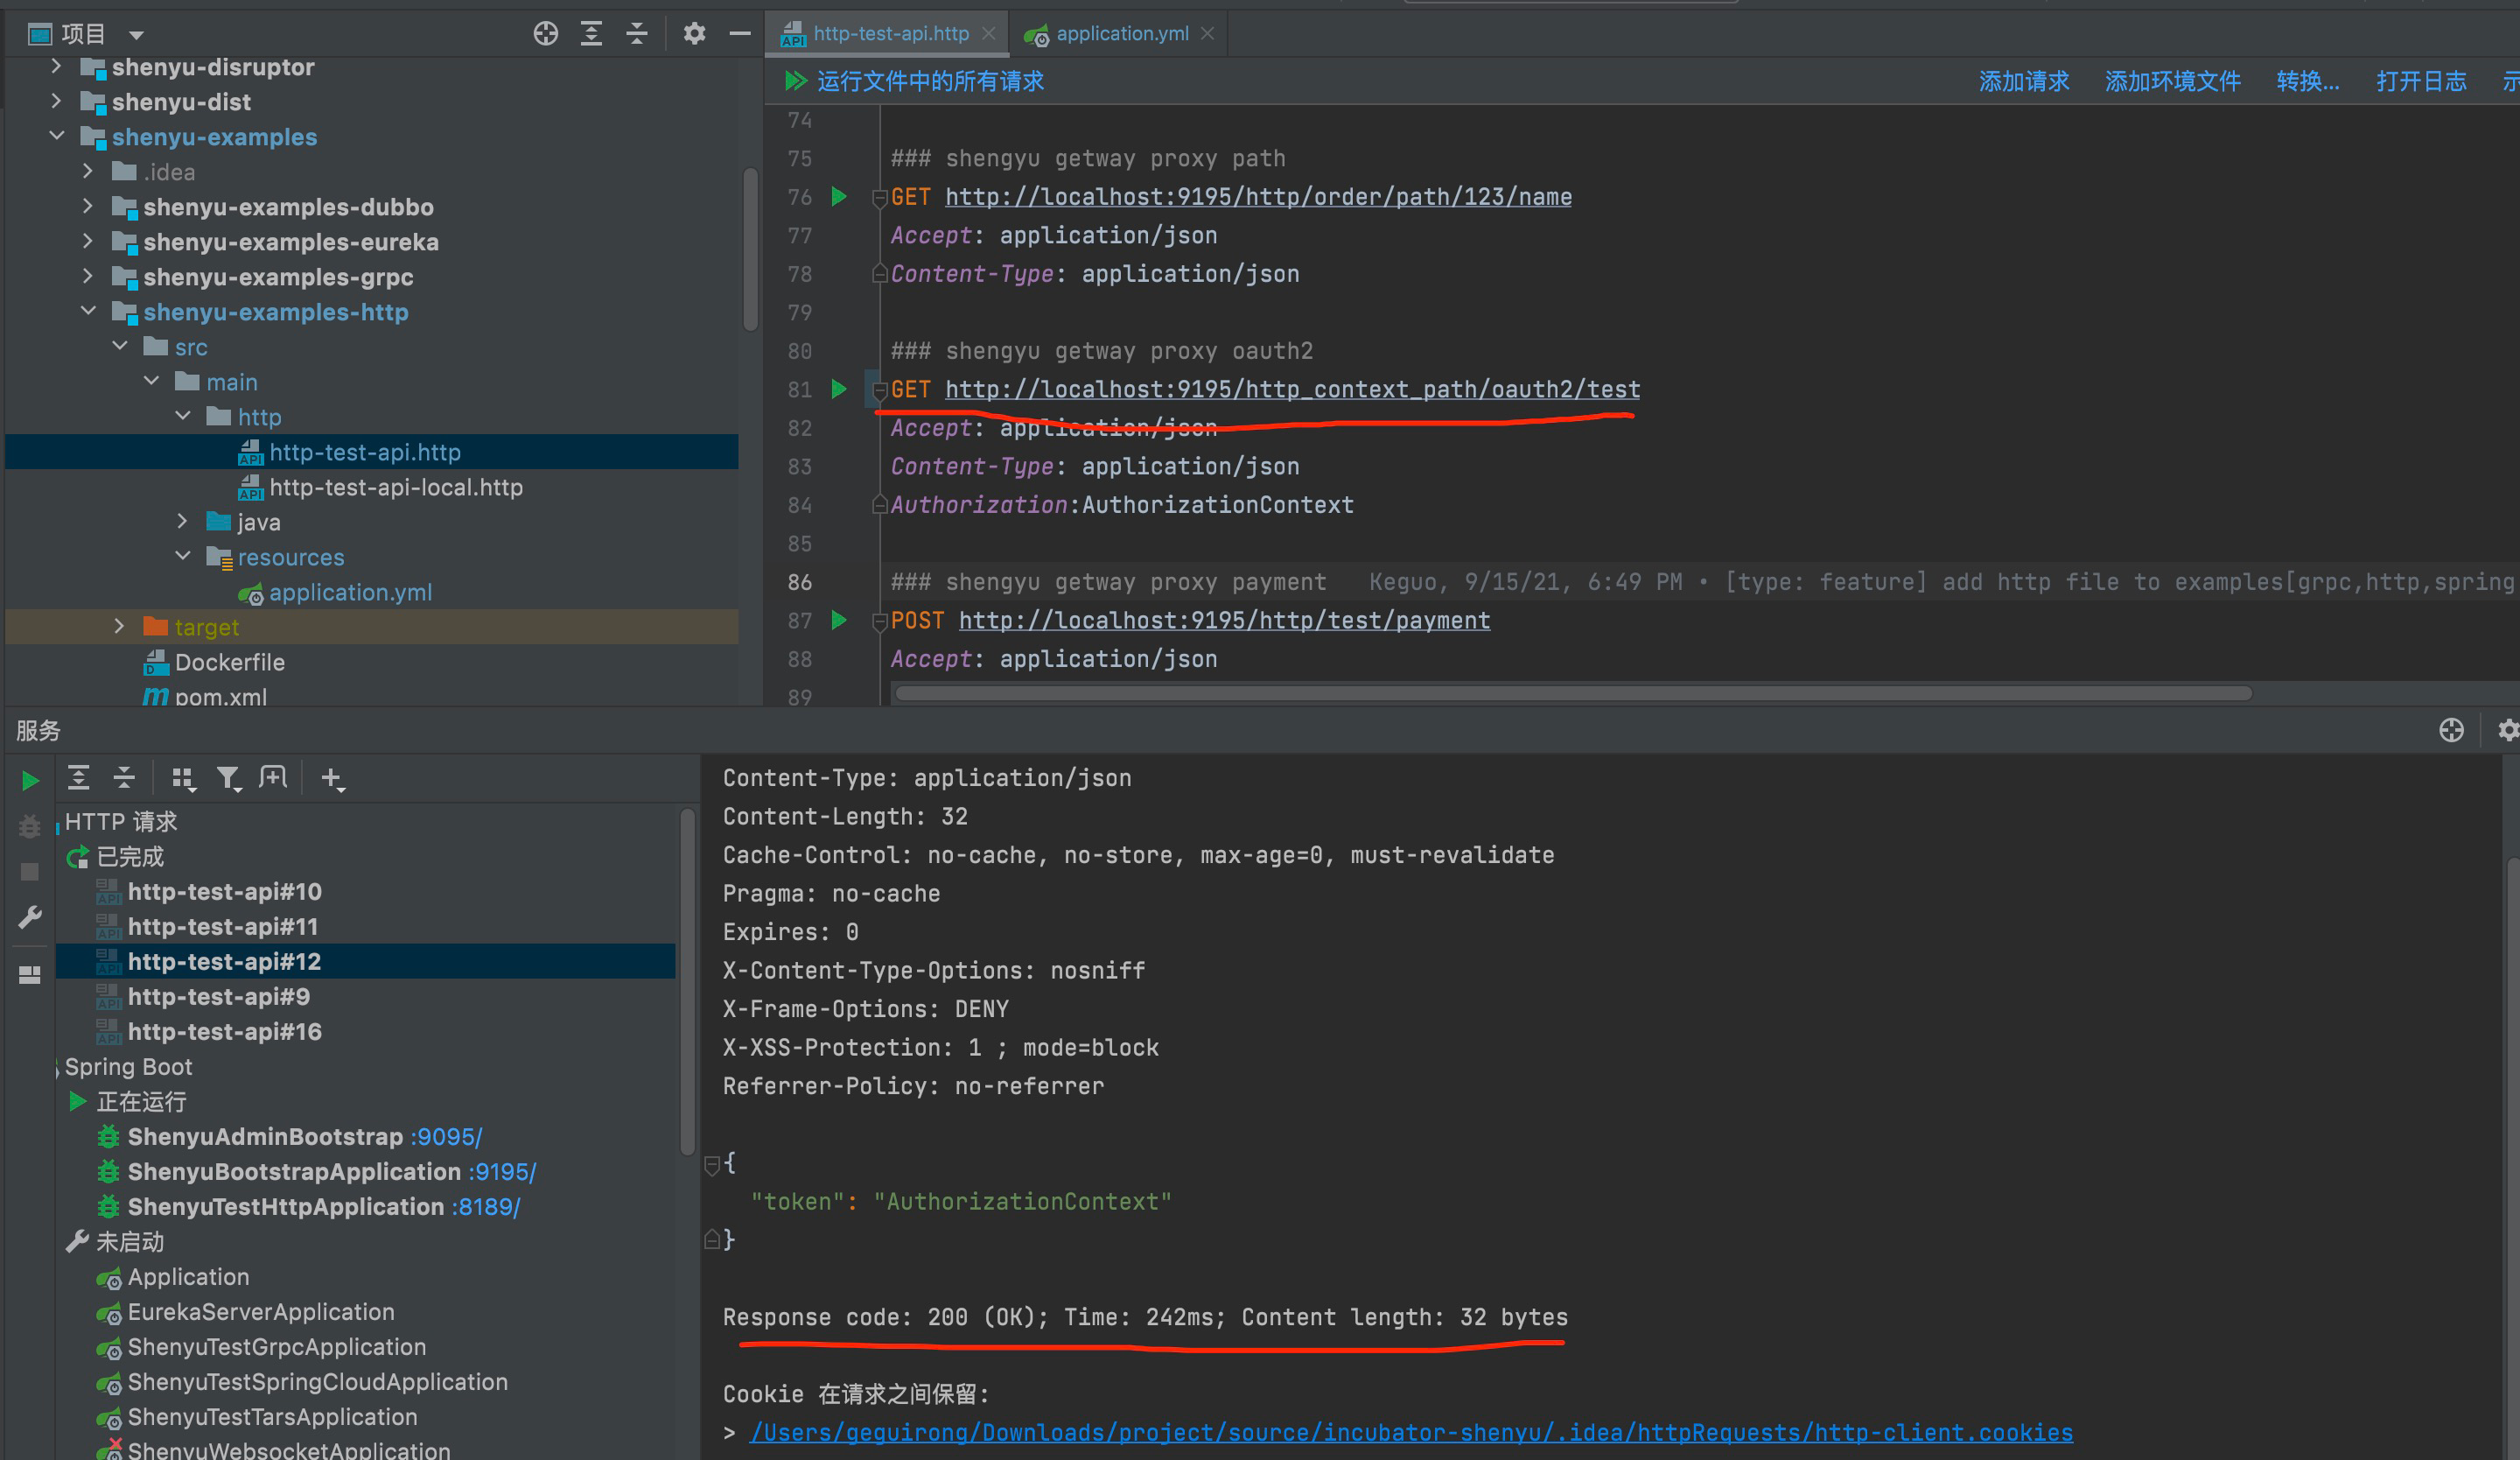 项目
shenyu-disruptor
shenyu-dist
shenyu-examples
.idea
shenyu-examples-dubbo
shenyu-examples-eureka
shenyu-examples-grpc
shenyu-examples-http
src
main
http
http-test-api.http
http-test-api-local.http
java
resources
application.yml
target
Dockerfile
pom.xml
http-test-api.http
application.yml
运行文件中的所有请求
添加请求 添加环境文件 转换... 打开日志
74
75 ### shengyu getway proxy path
76 GET http://localhost:9195/http/order/path/123/name
77 Accept: application/json
78 Content-Type: application/json
79
80 ### shengyu getway proxy oauth2
81 GET http://localhost:9195/http_context_path/oauth2/test
82 Accept: application/json
83 Content-Type: application/json
84 Authorization:AuthorizationContext
85
86 ### shengyu getway proxy payment Keguo, 9/15/21, 6:49 PM • [type: feature] add http file to examples[grpc,http,spring
87 POST http://localhost:9195/http/test/payment
88 Accept: application/json
89
服务
HTTP 请求
已完成
http-test-api#10
http-test-api#11
http-test-api#12
http-test-api#9
http-test-api#16
Spring Boot
正在运行
ShenyuAdminBootstrap :9095/
ShenyuBootstrapApplication :9195/
ShenyuTestHttpApplication :8189/
未启动
Application
EurekaServerApplication
ShenyuTestGrpcApplication
ShenyuTestSpringCloudApplication
ShenyuTestTarsApplication
ShenyuWebsocketApplication
Content-Type: application/json
Content-Length: 32
Cache-Control: no-cache, no-store, max-age=0, must-revalidate
Pragma: no-cache
Expires: 0
X-Content-Type-Options: nosniff
X-Frame-Options: DENY
X-XSS-Protection: 1 ; mode=block
Referrer-Policy: no-referrer
{
"token": "AuthorizationContext"
}
Response code: 200 (OK); Time: 242ms; Content length: 32 bytes
Cookie 在请求之间保留:
> /Users/geguirong/Downloads/project/source/incubator-shenyu/.idea/httpRequests/http-client.cookies